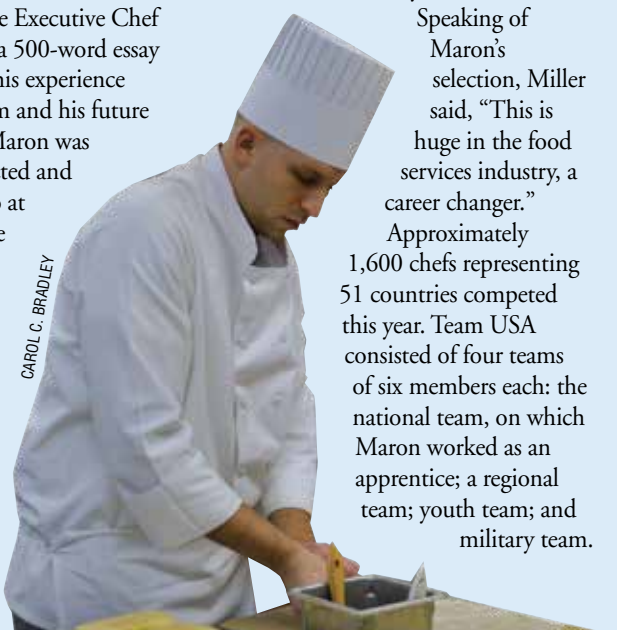 e Executive Chef
a 500-word essay
his experience
m and his future
Maron was
ted and
at
e
CAROL C. BRADLEY
Speaking of
Maron's
selection, Miller
said, “This is
huge in the food
services industry, a
career changer.”
Approximately
1,600 chefs representing
51 countries competed
this year. Team USA
consisted of four teams
of six members each: the
national team, on which
Maron worked as an
apprentice; a regional
team; youth team; and
military team.